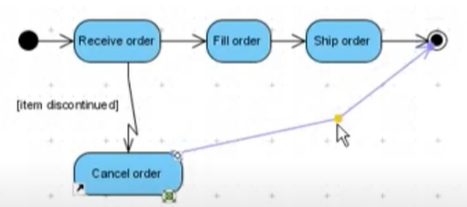 Receive order
Fill order
Ship order
[item discontinued]
Cancel order